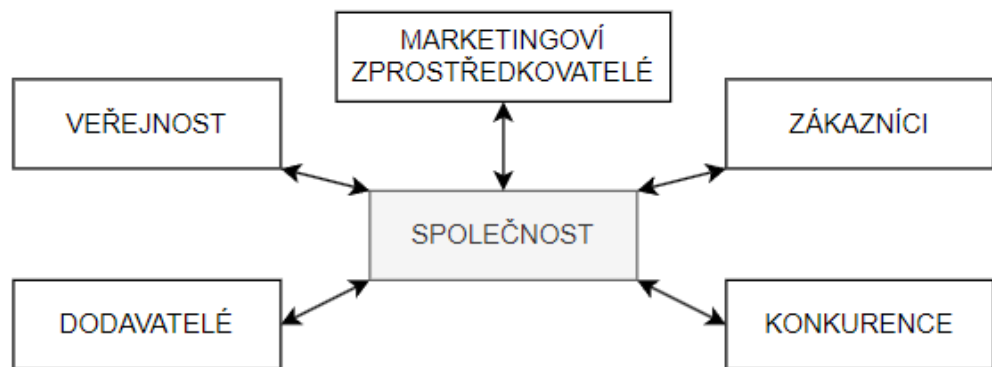 MARKETINGOVÍ
ZPROSTŘEDKOVATELÉ
VEŘEJNOST
ZÁKAZNÍCI
SPOLEČNOST
DODAVATELÉ
KONKURENCE